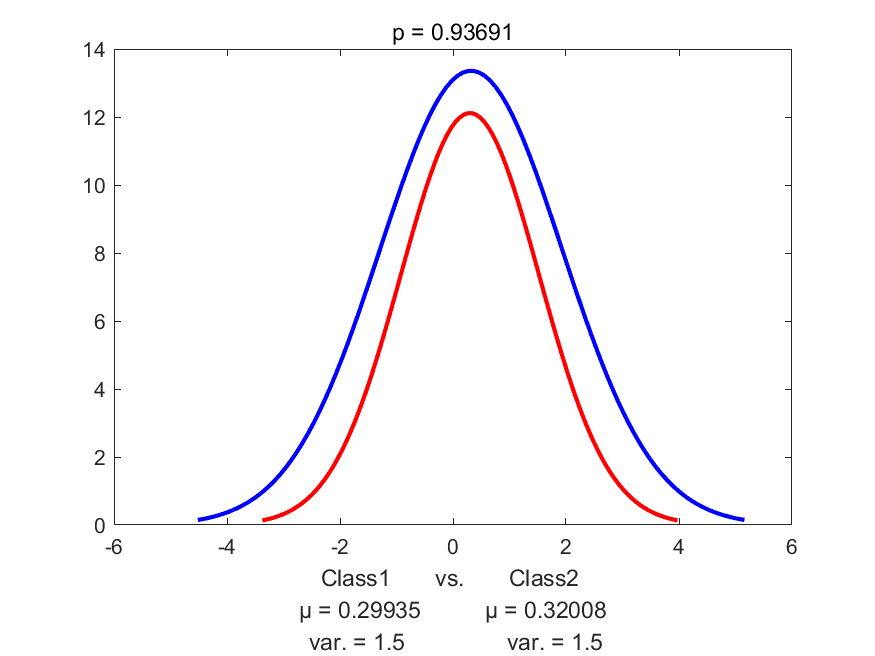 p = 0.93691
14
12
10
8
6
4
2
0
-6 -4 -2 0 2 4 6
Class1 vs. Class2
μ = 0.29935 μ = 0.32008
var. = 1.5 var. = 1.5